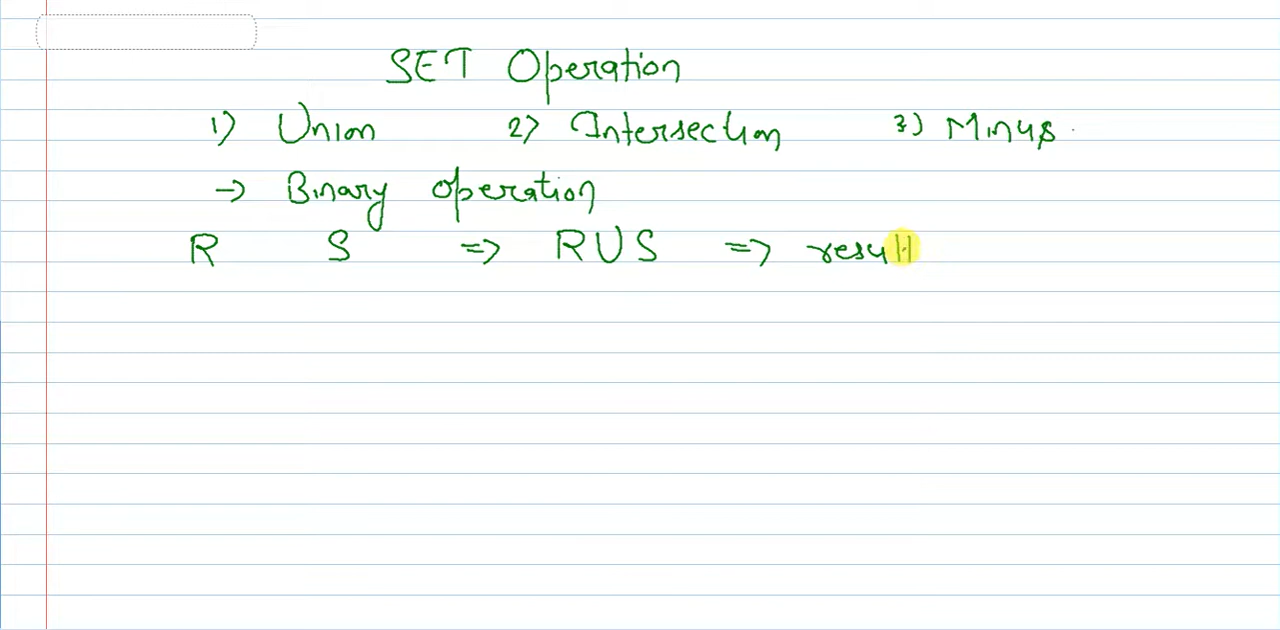 SET Operation
1) Union 2) Intersection 3) Minus.
→ Binary operation
R S => RUS => result